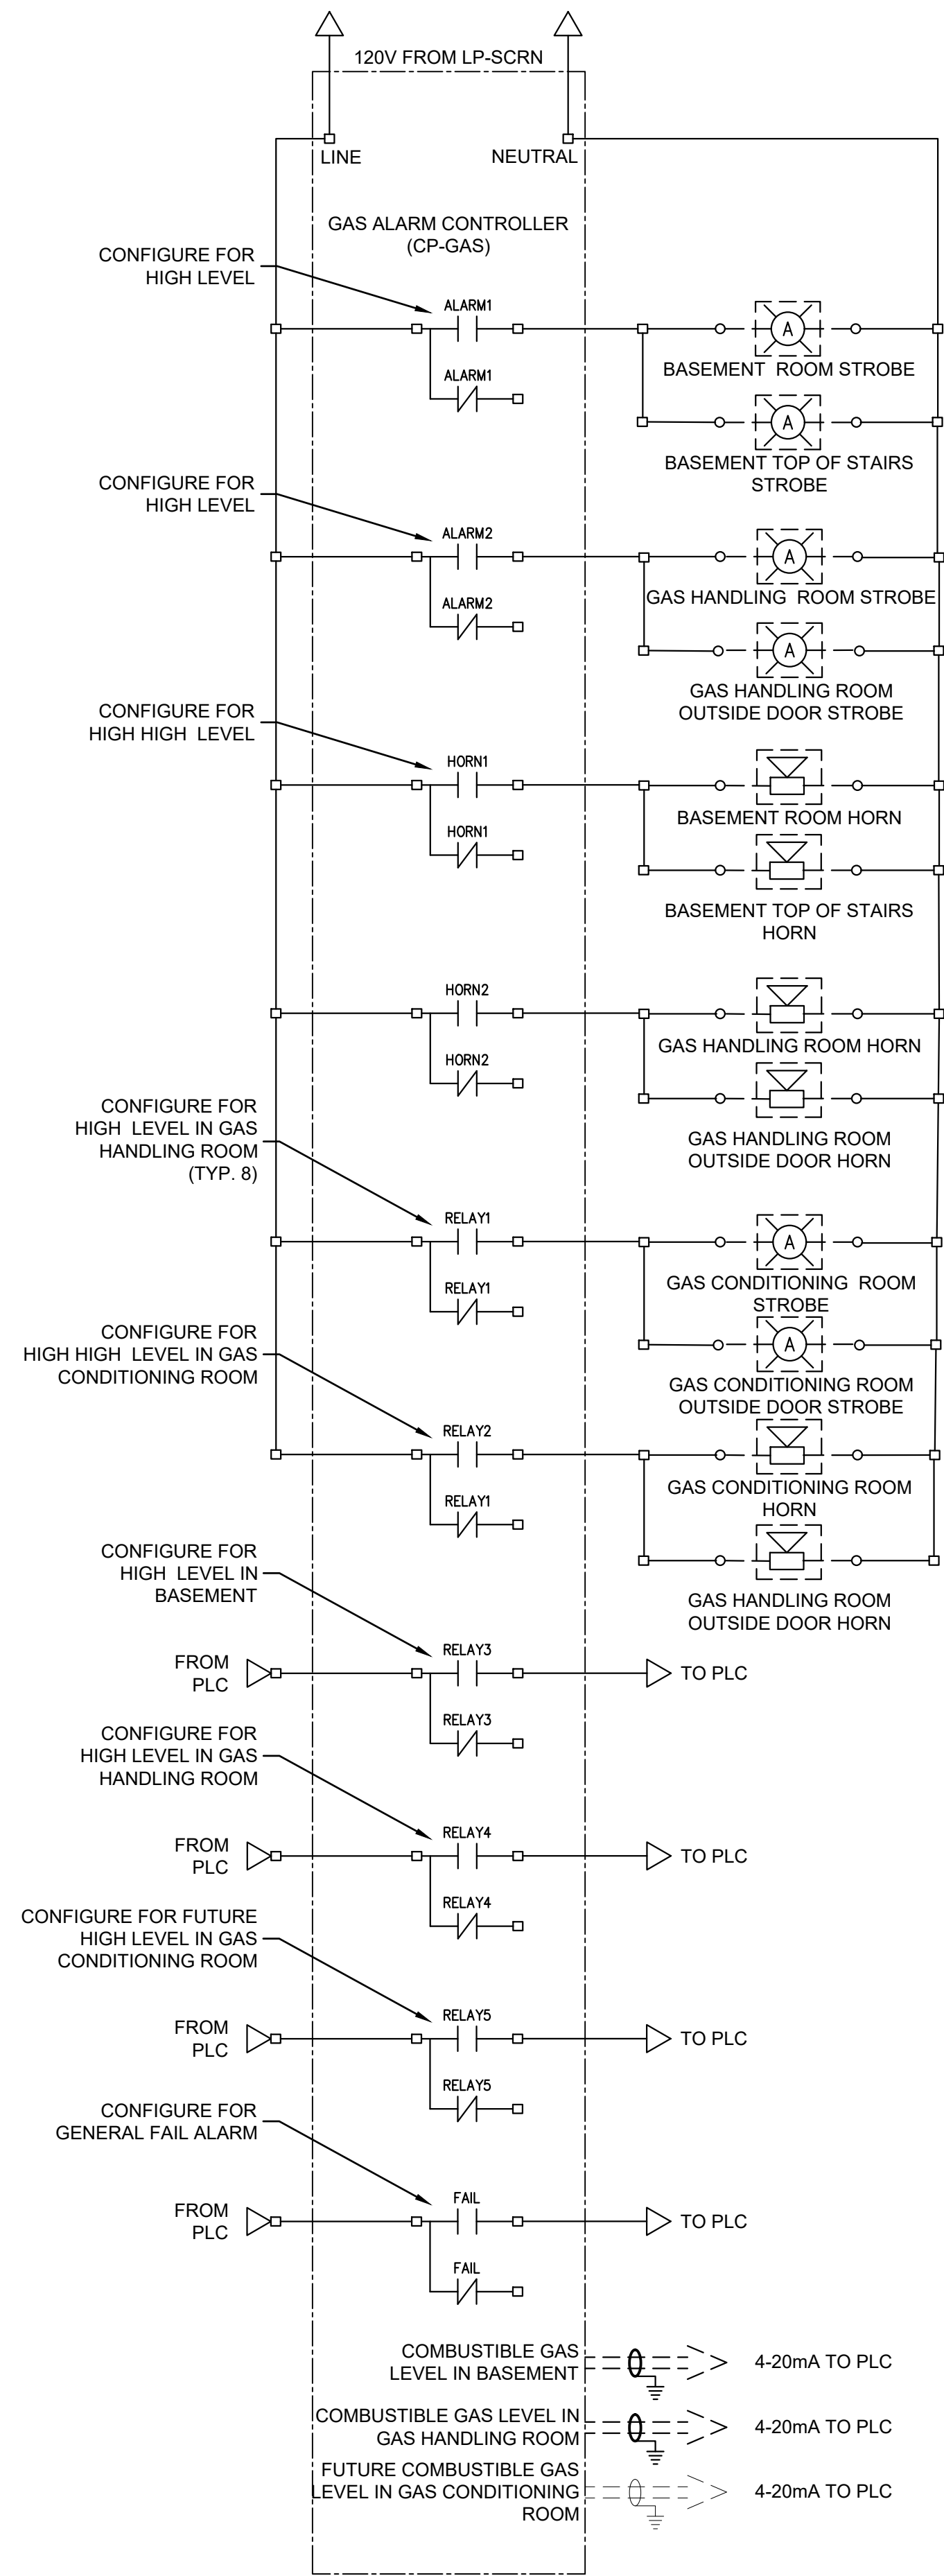 120V FROM LP-SCRN
LINE
NEUTRAL
GAS ALARM CONTROLLER
(CP-GAS)
CONFIGURE FOR
HIGH LEVEL
ALARM1
A
BASEMENT ROOM STROBE
ALARM1
A
BASEMENT TOP OF STAIRS
STROBE
CONFIGURE FOR
HIGH LEVEL
ALARM2
A
GAS HANDLING ROOM STROBE
ALARM2
A
GAS HANDLING ROOM
OUTSIDE DOOR STROBE
CONFIGURE FOR
HIGH HIGH LEVEL
HORN1
BASEMENT ROOM HORN
HORN1
BASEMENT TOP OF STAIRS
HORN
HORN2
GAS HANDLING ROOM HORN
HORN2
GAS HANDLING ROOM
OUTSIDE DOOR HORN
CONFIGURE FOR
HIGH LEVEL IN GAS
HANDLING ROOM
(TYP. 8)
RELAY1
A
GAS CONDITIONING ROOM
STROBE
RELAY1
A
GAS CONDITIONING ROOM
OUTSIDE DOOR STROBE
CONFIGURE FOR
HIGH HIGH LEVEL IN GAS
CONDITIONING ROOM
RELAY2
GAS CONDITIONING ROOM
HORN
RELAY1
GAS HANDLING ROOM
OUTSIDE DOOR HORN
CONFIGURE FOR
HIGH LEVEL IN
BASEMENT
RELAY3
FROM
PLC
TO PLC
RELAY3
CONFIGURE FOR
HIGH LEVEL IN GAS
HANDLING ROOM
RELAY4
FROM
PLC
TO PLC
RELAY4
CONFIGURE FOR FUTURE
HIGH LEVEL IN GAS
CONDITIONING ROOM
RELAY5
FROM
PLC
TO PLC
RELAY5
CONFIGURE FOR
GENERAL FAIL ALARM
FAIL
FROM
PLC
TO PLC
FAIL
COMBUSTIBLE GAS
LEVEL IN BASEMENT
4-20mA TO PLC
COMBUSTIBLE GAS LEVEL IN
GAS HANDLING ROOM
4-20mA TO PLC
FUTURE COMBUSTIBLE GAS
LEVEL IN GAS CONDITIONING
ROOM
4-20mA TO PLC